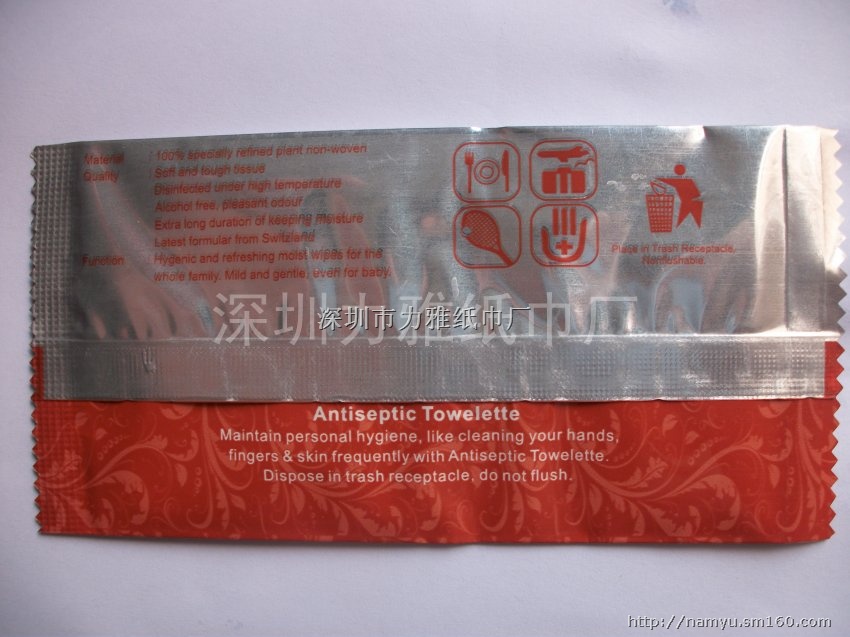 Material : 100% specially refined plant non-woven
Quality : Soft and tough tissue
Disinfected under high temperature
Alcohol free, pleasant odour
Extra long duration of keeping moisture
Latest formular from Switzland
Function : Hygenic and refreshing moist wipes for the
whole family. Mild and gentle, even for baby.
Place in Trash Receptacle,
Nonflushable.
深圳力雅纸巾厂
深圳市力雅纸巾厂
Antiseptic Towelette
Maintain personal hygiene, like cleaning your hands,
fingers & skin frequently with Antiseptic Towelette.
Dispose in trash receptacle, do not flush.
http://namyu.sm160.com